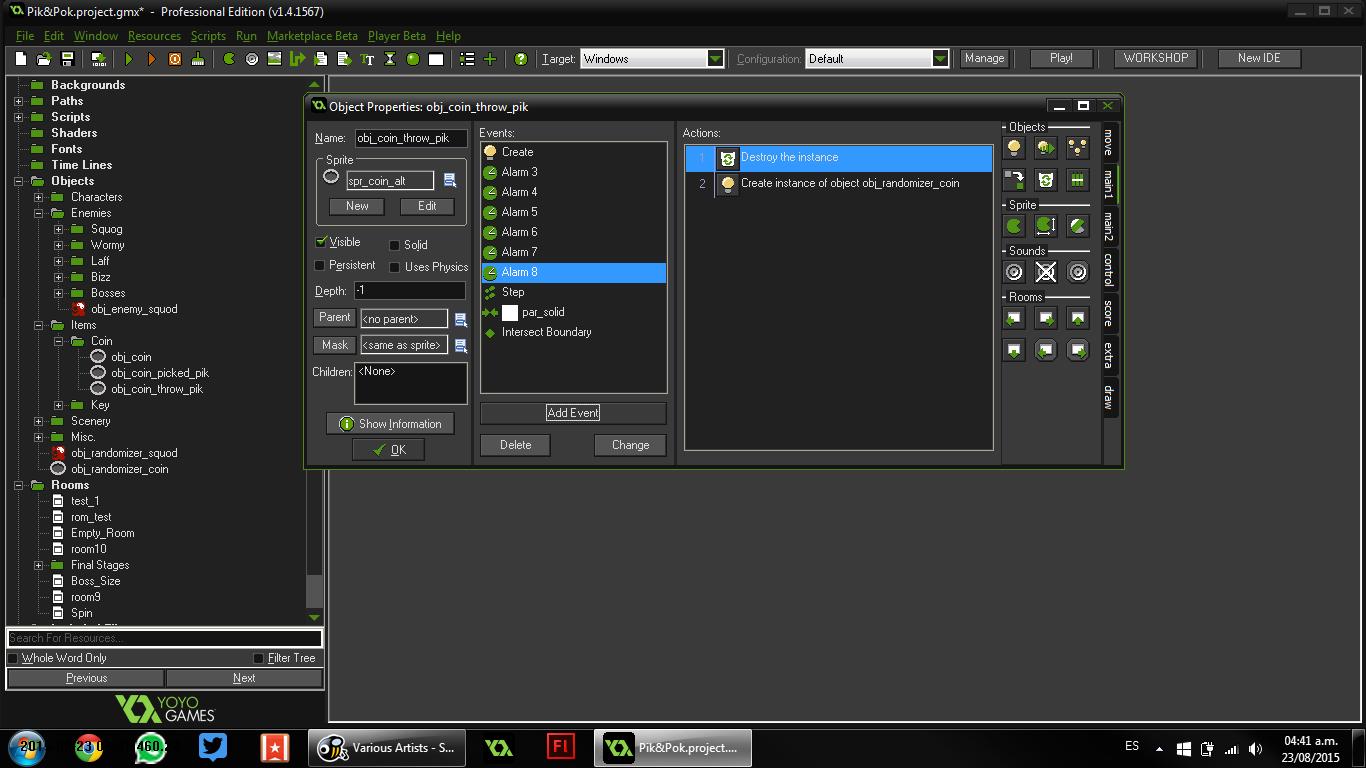 Pik&Pok.project.gmx* - Professional Edition (v1.4.1567)
File Edit Window Resources Scripts Run Marketplace Beta Player Beta Help
Target: Windows Configuration: Default Manage Play! WORKSHOP New IDE
Backgrounds
Paths
Scripts
Shaders
Fonts
Time Lines
Objects
Characters
Enemies
Squog
Wormy
Laff
Bizz
Bosses
obj_enemy_squod
Items
Coin
obj_coin
obj_coin_picked_pik
obj_coin_throw_pik
Key
Scenery
Misc.
obj_randomizer_squod
obj_randomizer_coin
Rooms
test_1
rom_test
Empty_Room
room10
Final Stages
Boss_Size
room9
Spin
Search For Resources...
Whole Word Only Filter Tree
Previous Next
YOYO
GAMES
Object Properties: obj_coin_throw_pik
Name: obj_coin_throw_pik
Sprite
spr_coin_alt
New Edit
Visible Solid
Persistent Uses Physics
Depth: -1
Parent <no parent>
Mask <same as sprite>
Children: <None>
Show Information
OK
Events:
Create
Alarm 3
Alarm 4
Alarm 5
Alarm 6
Alarm 7
Alarm 8
Step
par_solid
Intersect Boundary
Add Event
Delete Change
Actions:
1 Destroy the instance
2 Create instance of object obj_randomizer_coin
Objects
Sprite
Sounds
Rooms
move
main1
main2
control
score
extra
draw
Various Artists - S...
Fl
Pik&Pok.project....
ES
04:41 a.m.
23/08/2015